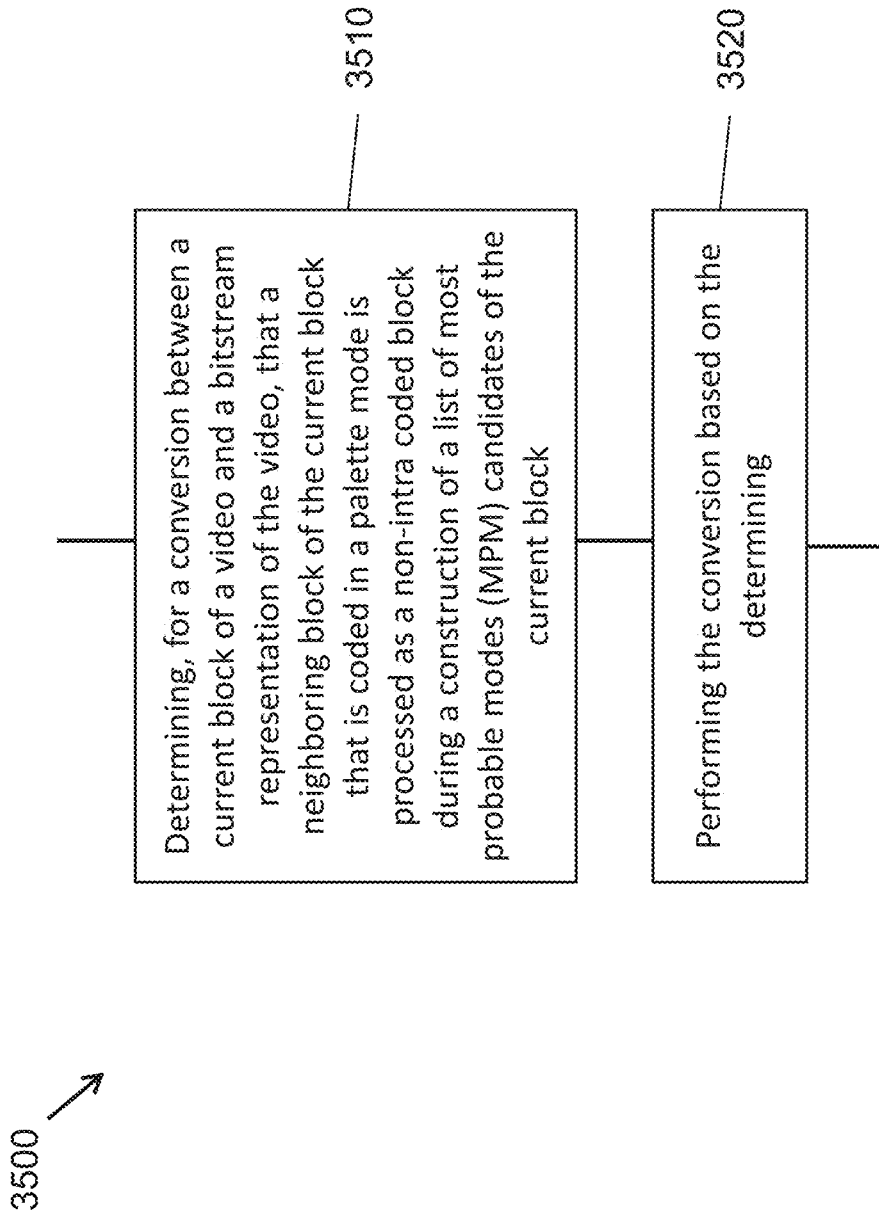 3500
Determining, for a conversion between a
current block of a video and a bitstream
representation of the video, that a
neighboring block of the current block
that is coded in a palette mode is
processed as a non-intra coded block
during a construction of a list of most
probable modes (MPM) candidates of the
current block
3510
Performing the conversion based on the
determining
3520